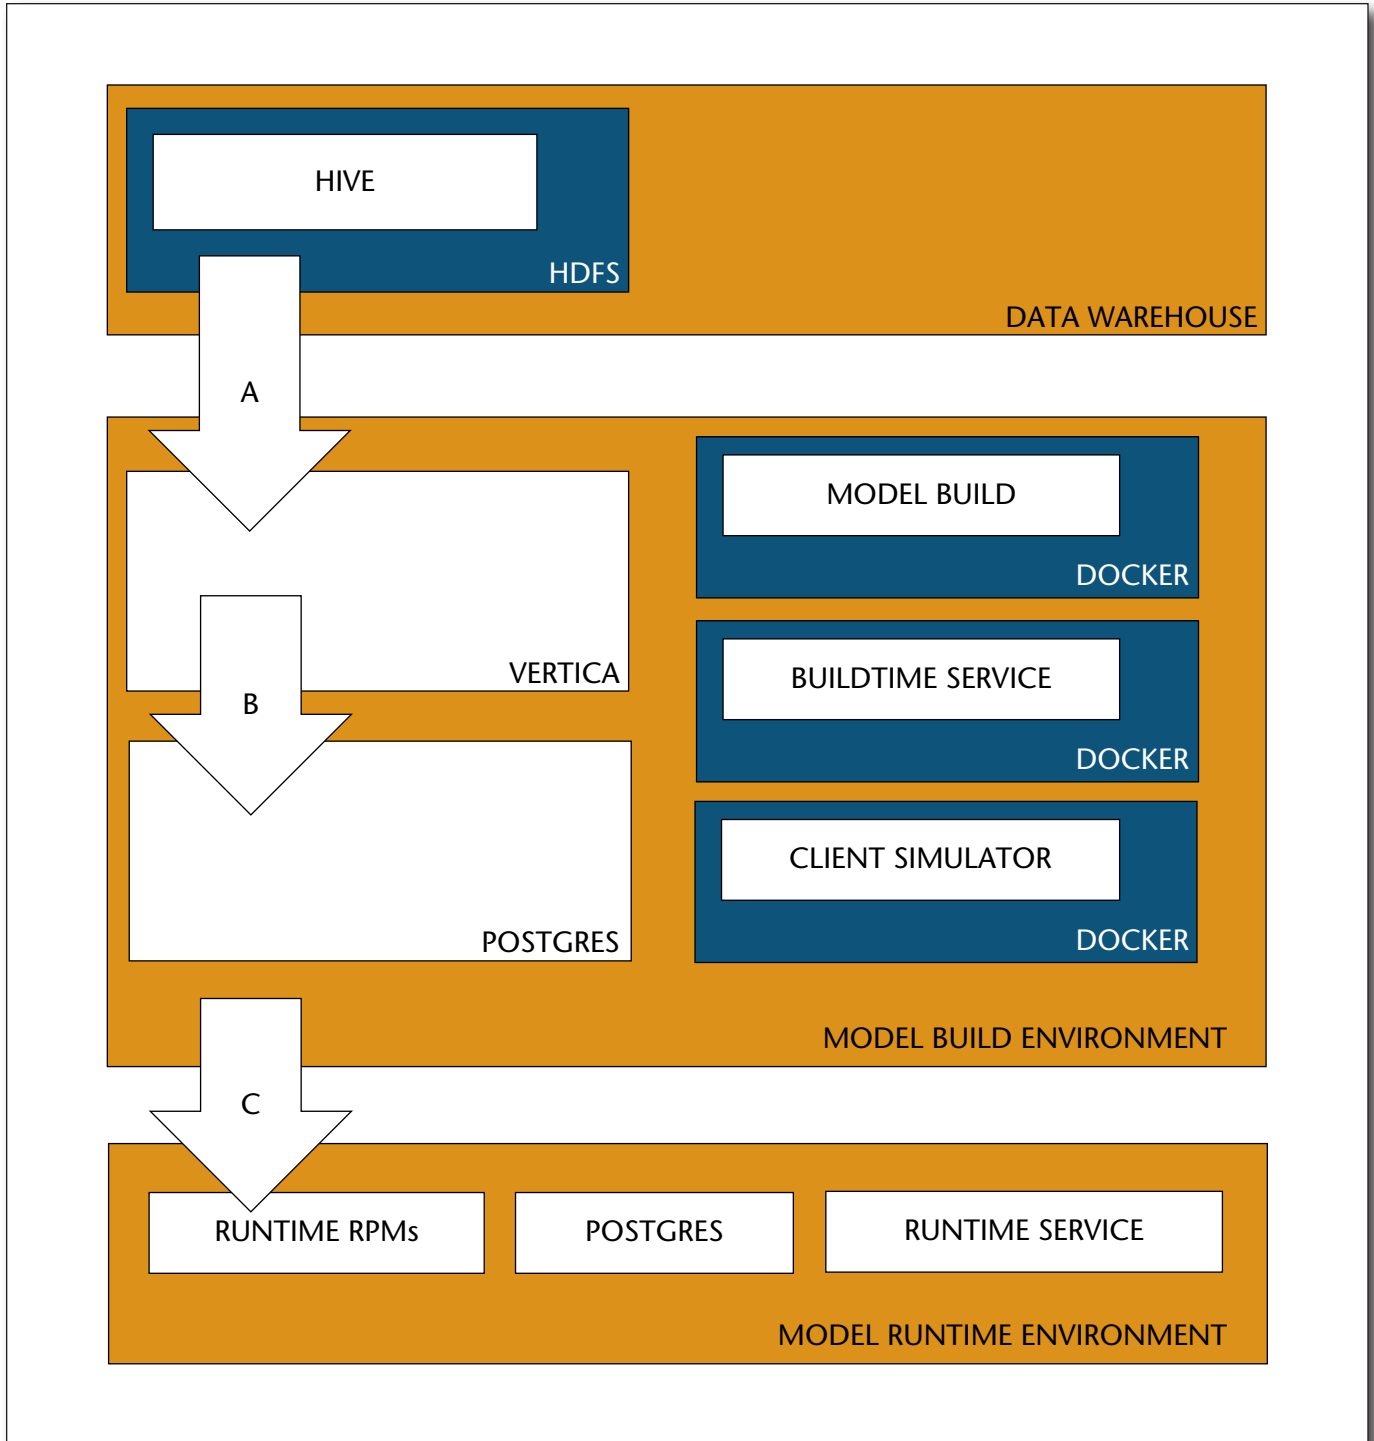 HIVE
HDFS
DATA WAREHOUSE
A
MODEL BUILD
DOCKER
VERTICA
BUILDTIME SERVICE
B
DOCKER
CLIENT SIMULATOR
POSTGRES
DOCKER
MODEL BUILD ENVIRONMENT
C
RUNTIME RPMs
POSTGRES
RUNTIME SERVICE
MODEL RUNTIME ENVIRONMENT